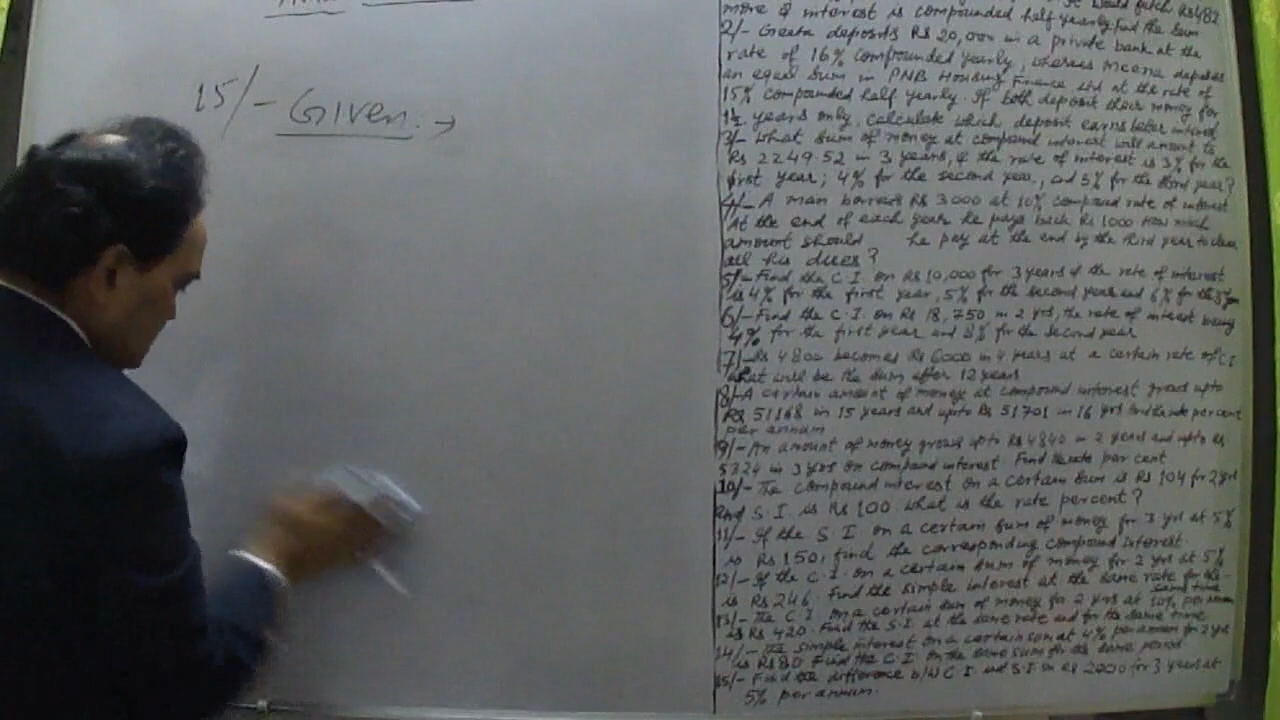 15/- Given:→
would fetch Rs 482
more if interest is compounded half yearly. find the sum
2/- Geeta deposits Rs 20,000 in a private bank at the
rate of 16% compounded yearly, whereas Meena deposits
an equal sum in PNB Housing Finance Ltd at the rate of
15% compounded half yearly. If both deposit their money for
1½ years only, calculate which deposit earns better interest
3/- What sum of money at compound interest will amount to
Rs 2249.52 in 3 years, if the rate of interest is 3% for the
first year, 4% for the second year, and 5% for the third year?
4/- A man borrows Rs 3000 at 10% compound rate of interest
At the end of each year he pays back Rs 1000 How much
amount should he pay at the end by the third year to clear
all his dues?
5/- Find the C.I. on Rs 10,000 for 3 years if the rate of interest
is 4% for the first year, 5% for the second year and 6% for the 3rd year
6/- Find the C.I. on Rs 18,750 in 2 yrs, the rate of interest being
4% for the first year and 8% for the second year
7/- Rs 4800 becomes Rs 6000 in 4 years at a certain rate of C.I
What will be the sum after 12 years
8/- A certain amount of money at compound interest grows upto
Rs 51168 in 15 years and upto Rs 51701 in 16 yrs find the rate percent
per annum
9/- An amount of money grows upto Rs 4840 in 2 years and upto Rs
5324 in 3 yrs on compound interest Find the rate per cent
10/- The compound interest on a certain sum is Rs 104 for 2 yrs
and S.I. is Rs 100 what is the rate percent?
11/- If the S.I. on a certain sum of money for 3 yrs at 5%
is Rs 150, find the corresponding compound interest.
12/- If the C.I. on a certain sum of money for 2 yrs at 5%
is Rs 246. Find the simple interest at the same rate for the same time
13/- The C.I on a certain sum of money for 2 yrs at 10% per annum
is Rs 420. Find the S.I. at the same rate and for the same time
14/- The simple interest on a certain sum at 4% per annum for 2 yrs
is Rs 80 Find the C.I. on the same sum for the same period
15/- Find the difference b/w C.I. and S.I. on Rs 2000 for 3 years at
5% per annum.